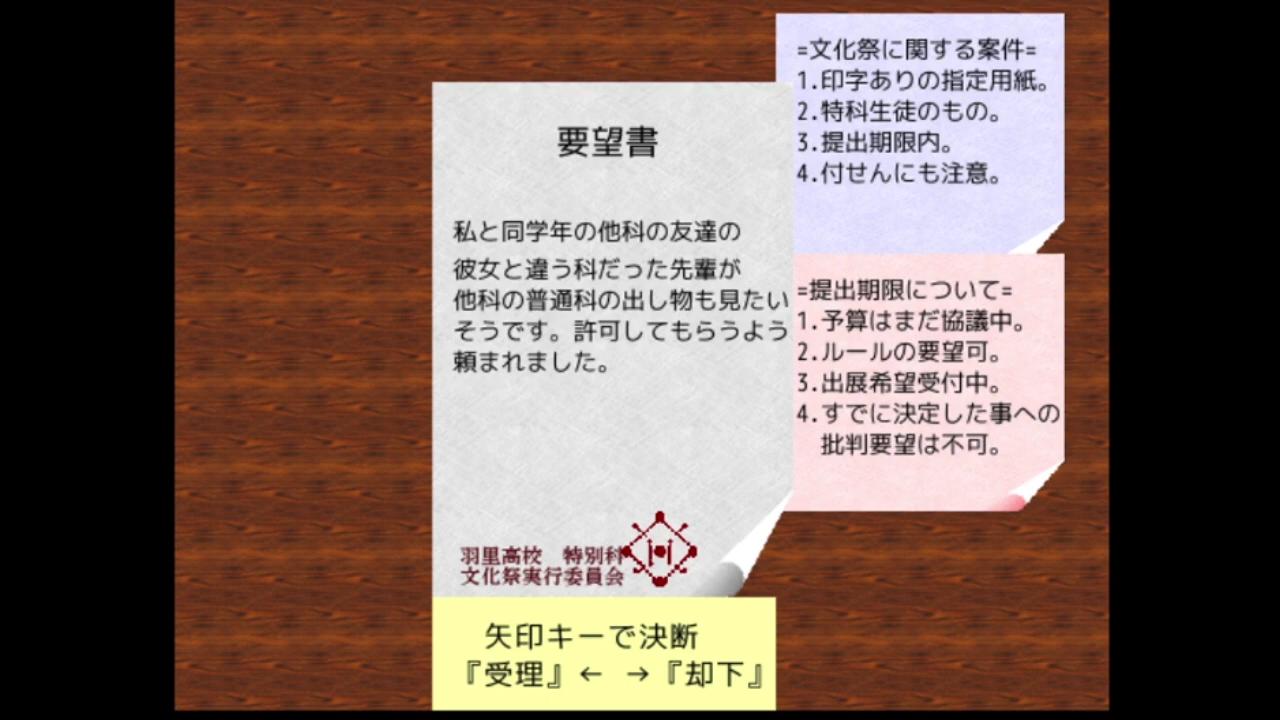 要望書
私と同学年の他科の友達の
彼女と違う科だった先輩が
他科の普通科の出し物も見たい
そうです。許可してもらうよう
頼まれました。
羽里高校　特別科
文化祭実行委員会
=文化祭に関する案件=
1.印字ありの指定用紙。
2.特科生徒のもの。
3.提出期限内。
4.付せんにも注意。
=提出期限について=
1.予算はまだ協議中。
2.ルールの要望可。
3.出展希望受付中。
4.すでに決定した事への
批判要望は不可。
矢印キーで決断
『受理』← →『却下』